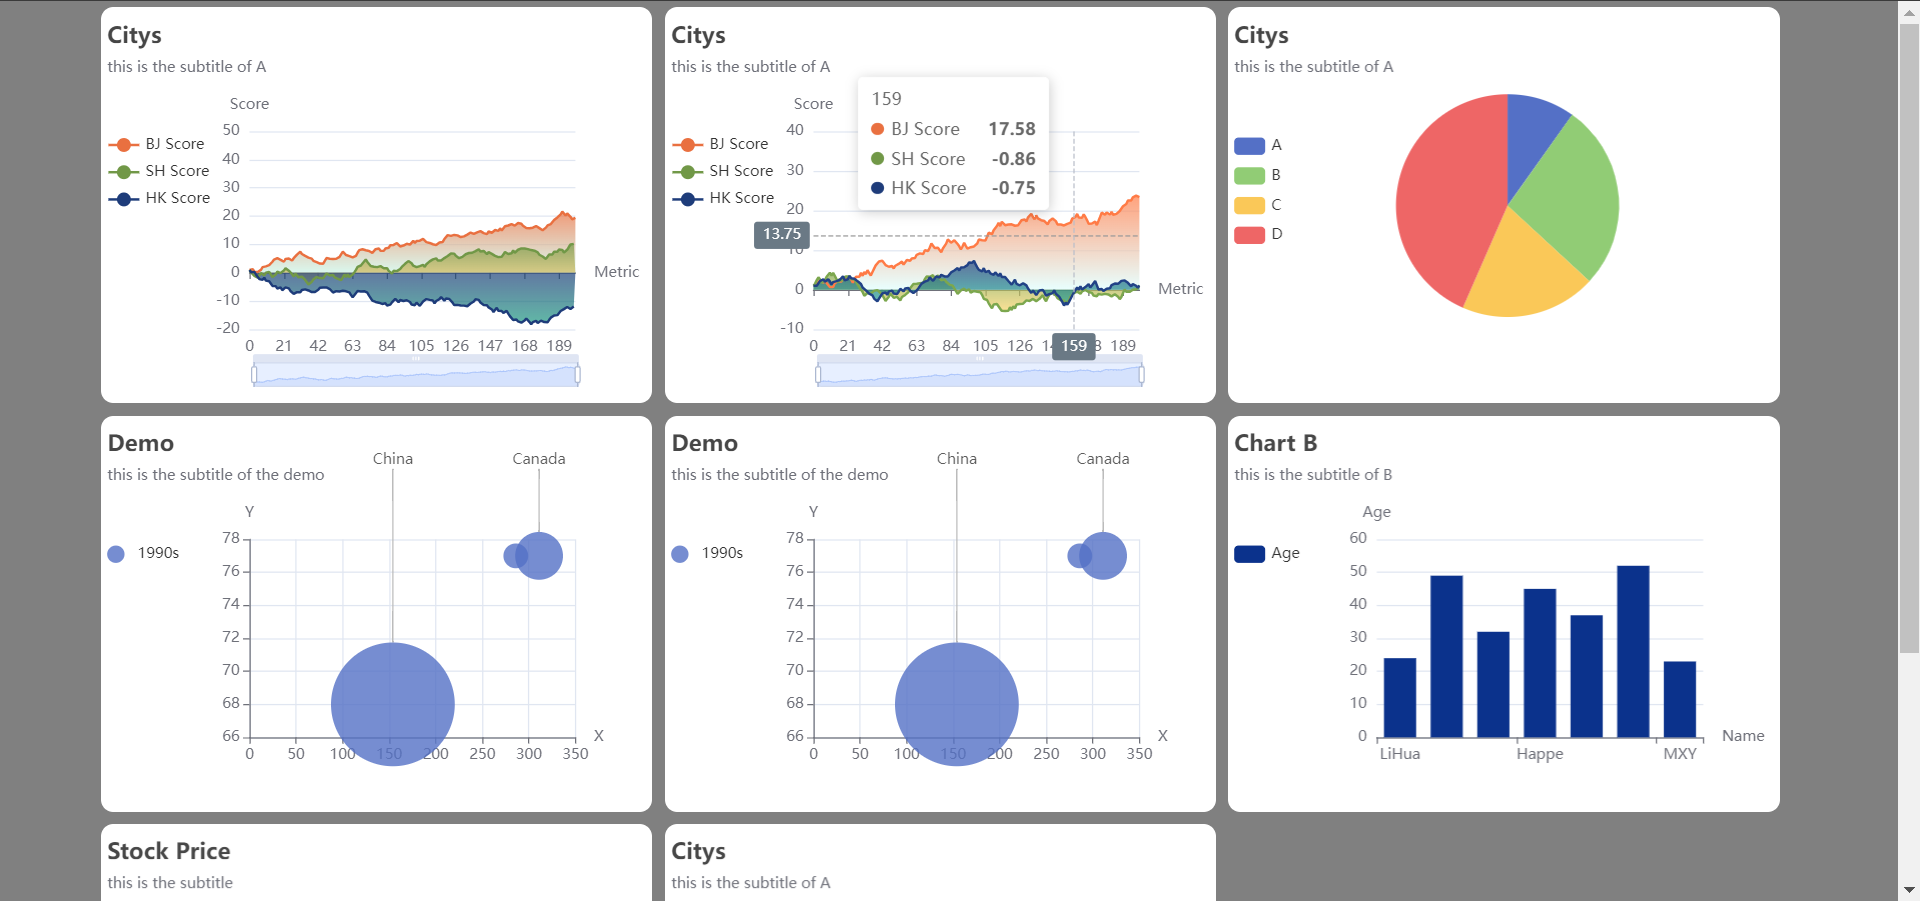 Citys
this is the subtitle of A
Score
BJ Score
SH Score
HK Score
50
40
30
20
10
0
-10
-20
Metric
0 21 42 63 84 105 126 147 168 189
Citys
this is the subtitle of A
Score
BJ Score
SH Score
HK Score
159
BJ Score 17.58
SH Score -0.86
HK Score -0.75
40
30
20
13.75
0
-10
Metric
0 21 42 63 84 105 126 159 189
Citys
this is the subtitle of A
A
B
C
D
Demo
this is the subtitle of the demo
China Canada
Y
1990s
78
76
74
72
70
68
66
X
0 50 100 150 200 250 300 350
Demo
this is the subtitle of the demo
China Canada
Y
1990s
78
76
74
72
70
68
66
X
0 50 100 150 200 250 300 350
Chart B
this is the subtitle of B
Age
Age
60
50
40
30
20
10
0
Name
LiHua Happe MXY
Stock Price
this is the subtitle
Citys
this is the subtitle of A